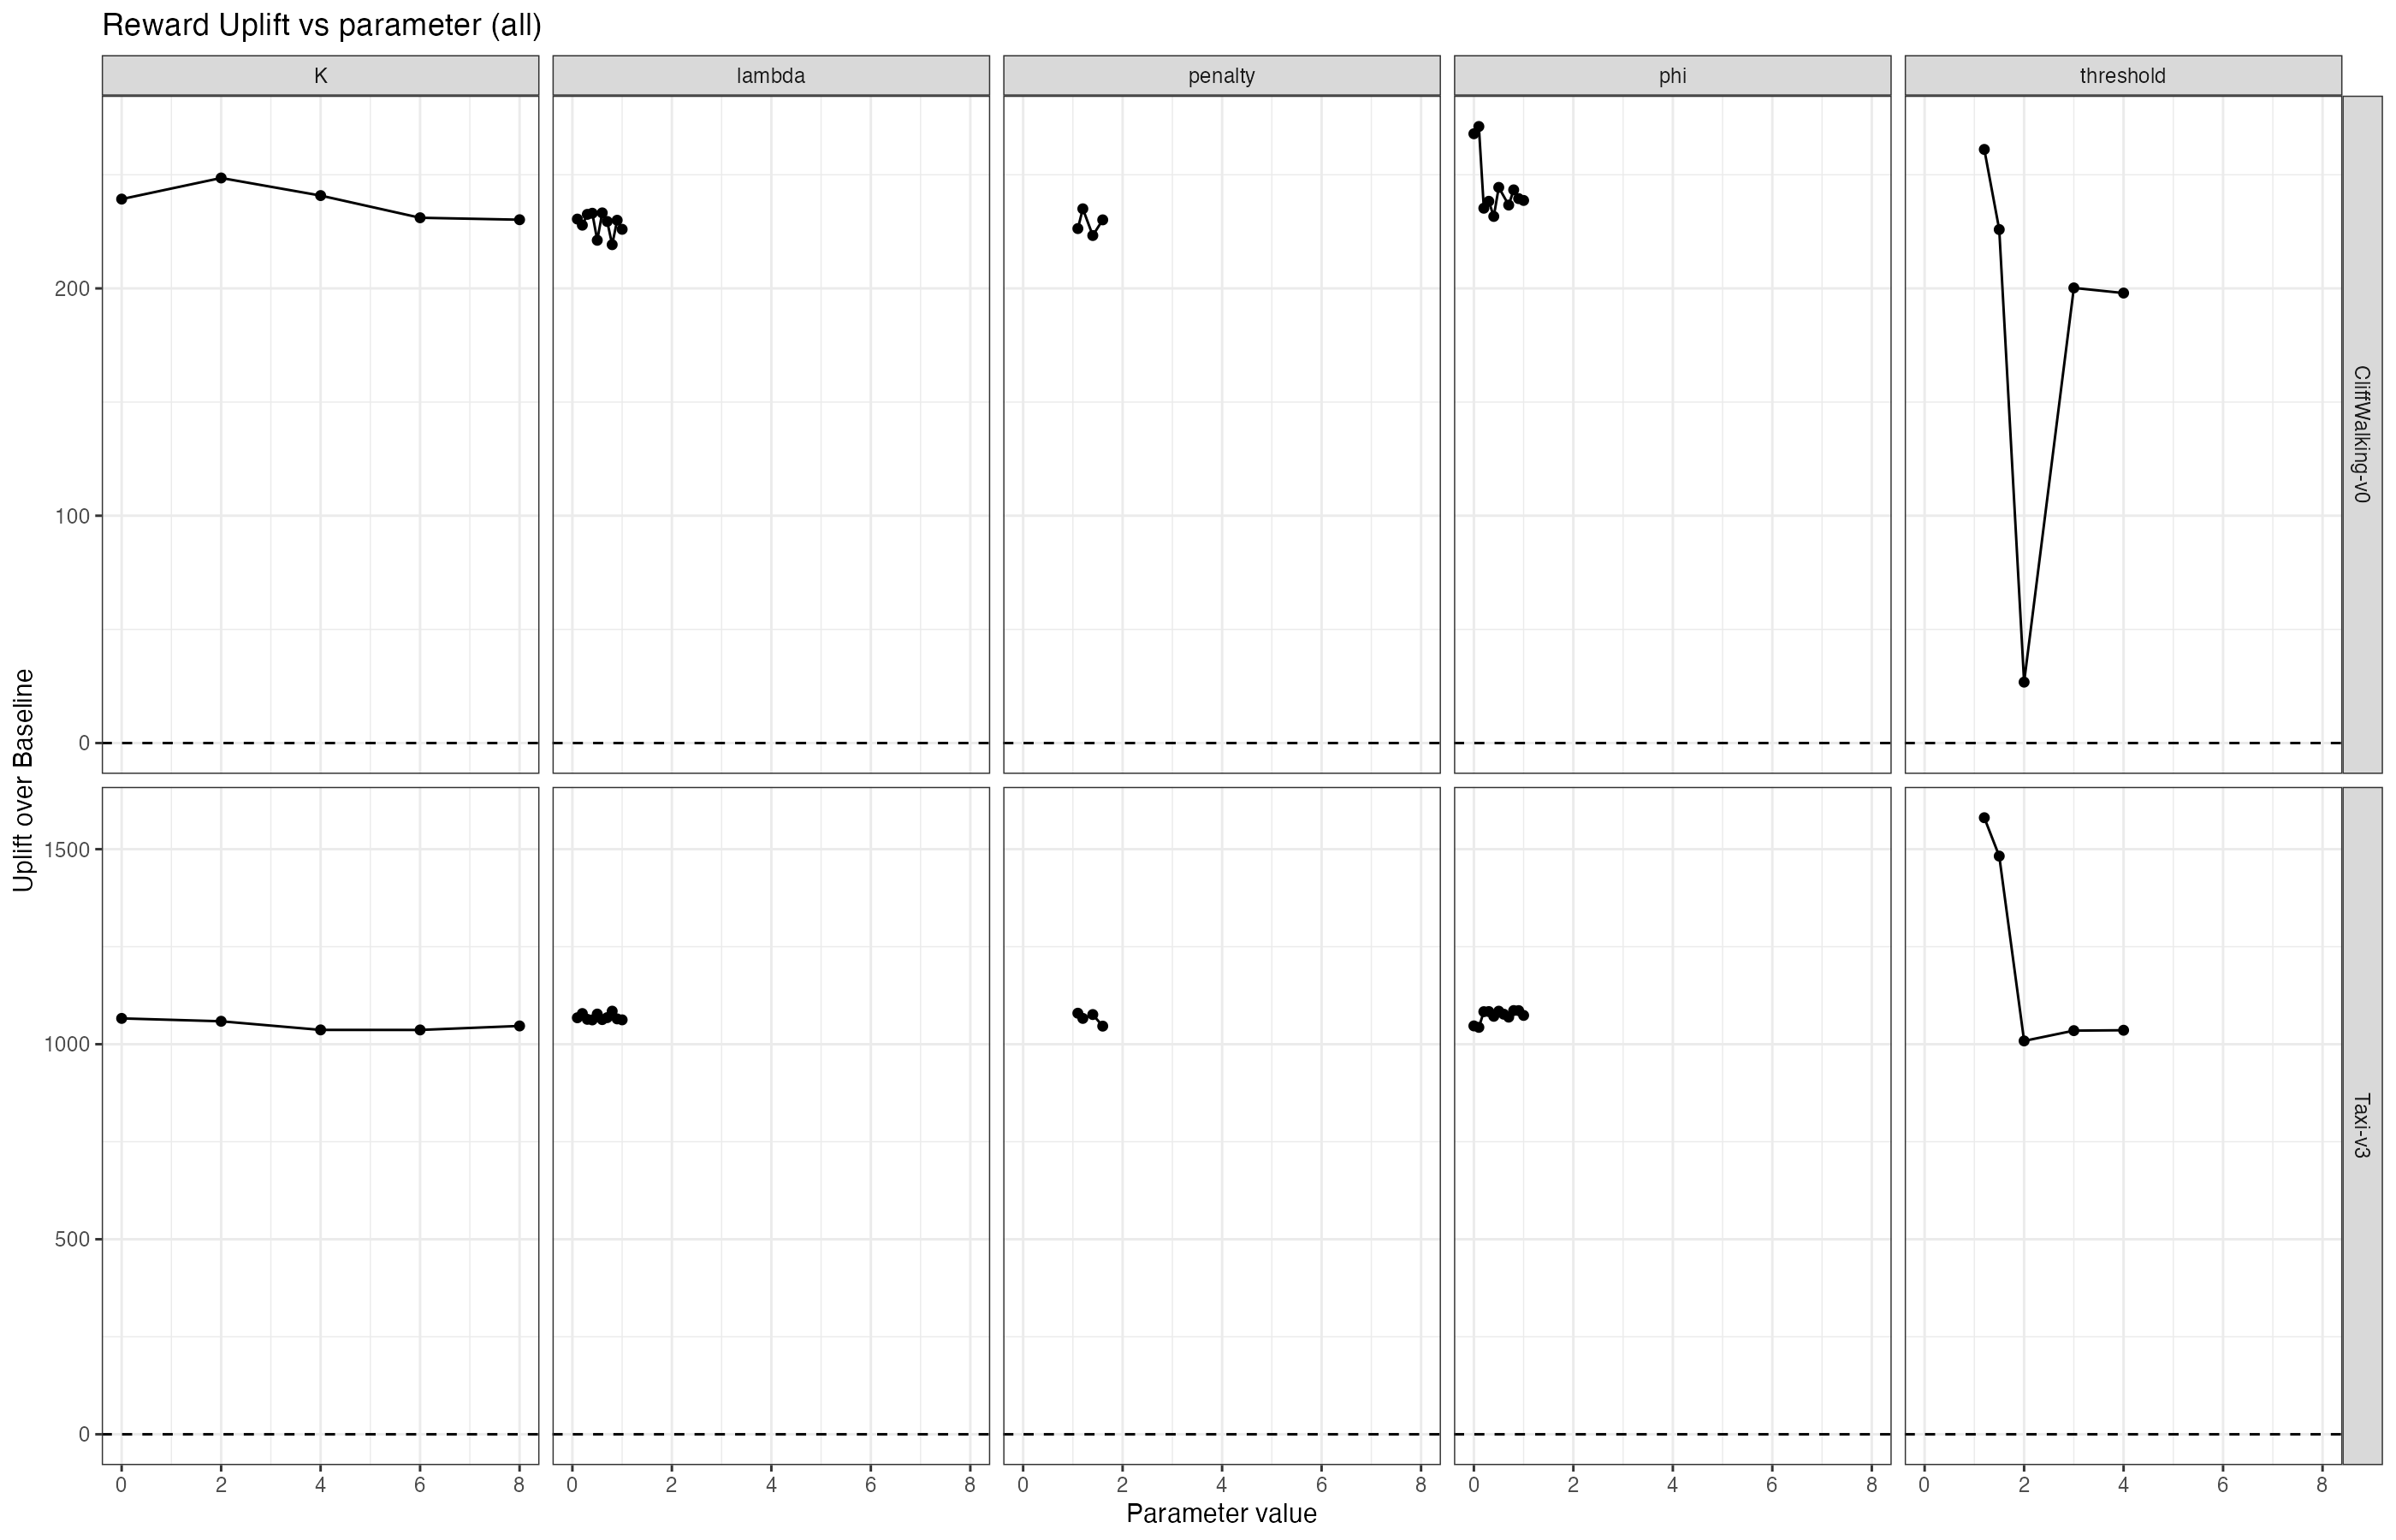 Reward Uplift vs parameter (all)
K
lambda
penalty
phi
threshold
200
100
0
CliffWalking-v0
Uplift over Baseline
1500
1000
500
0
Taxi-v3
0 2 4 6 8
0 2 4 6 8
0 2 4 6 8
0 2 4 6 8
0 2 4 6 8
Parameter value